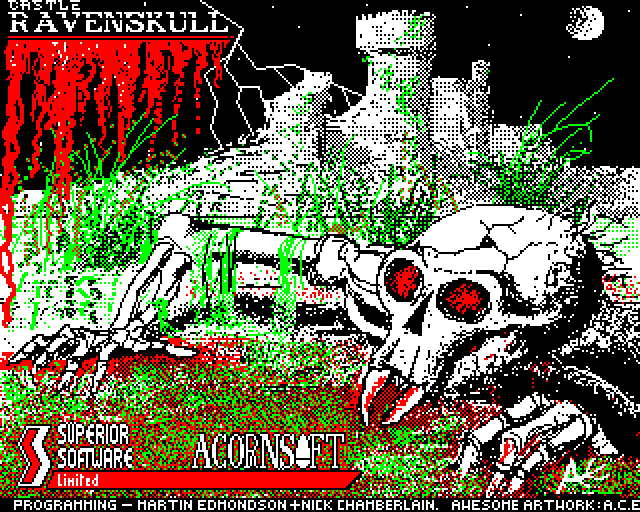 CASTLE
RAVENSKULL
SUPERIOR
SOFTWARE
Limited
ACORNSOFT
PROGRAMMING – MARTIN EDMONDSON + NICK CHAMBERLAIN. AWESOME ARTWORK: A.C.E